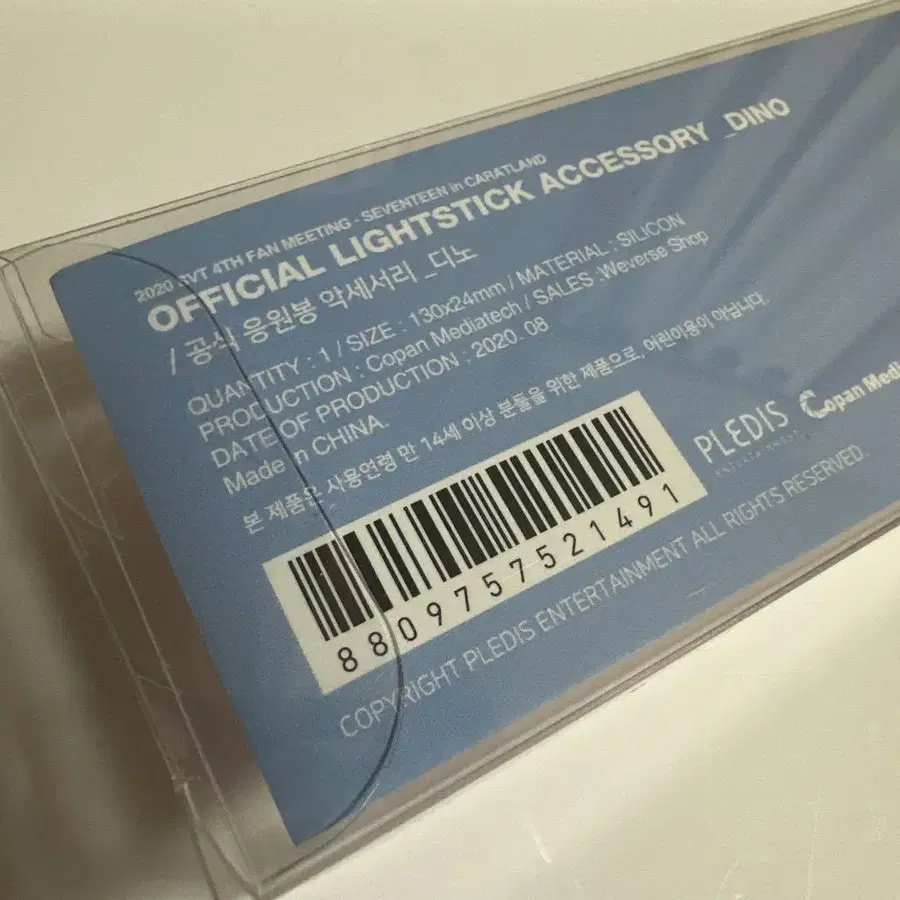 2020 SVT 4TH FAN MEETING - SEVENTEEN in CARATLAND
OFFICIAL LIGHTSTICK ACCESSORY _DINO
/ 공식 응원봉 악세서리 _디노
QUANTITY : 1 / SIZE : 130x24mm / MATERIAL : SILICON
PRODUCTION : Copan Mediatech / SALES :Weverse Shop
DATE OF PRODUCTION : 2020. 08
Made in CHINA.
본 제품은 사용연령 만 14세 이상 분들을 위한 제품으로, 어린이용이 아닙니다.
8809757521491
PLEDIS
ENTERTAINMENT
Copan Media
COPYRIGHT PLEDIS ENTERTAINMENT ALL RIGHTS RESERVED.